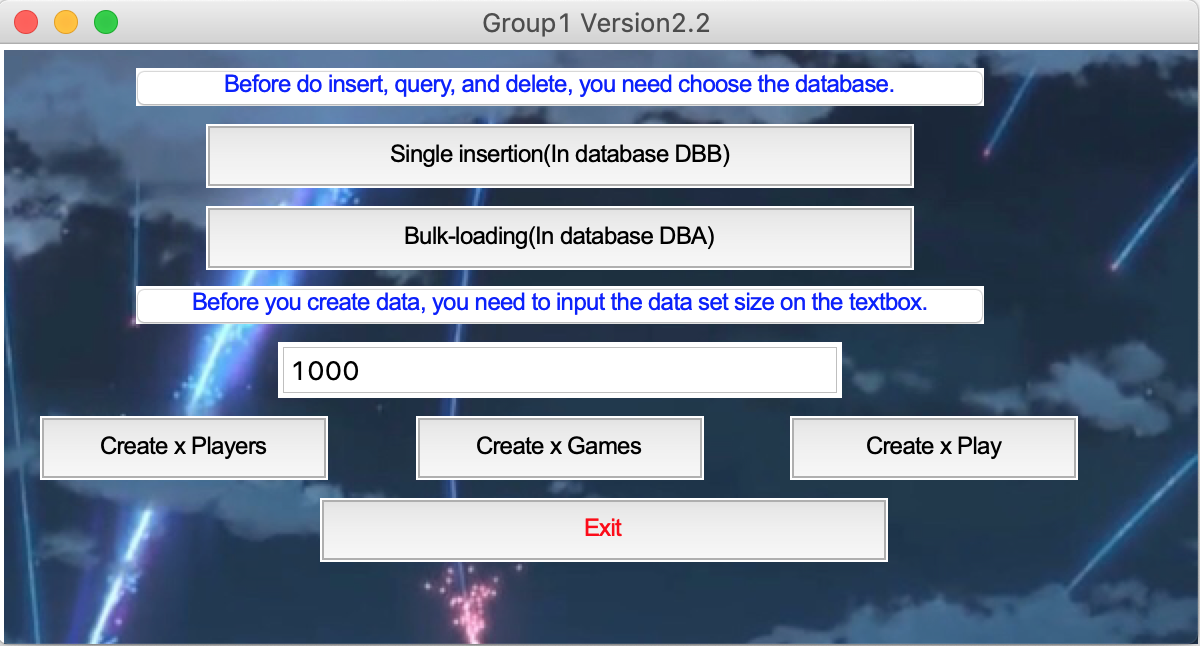 Group1 Version2.2
Before do insert, query, and delete, you need choose the database.
Single insertion(In database DBB)
Bulk-loading(In database DBA)
Before you create data, you need to input the data set size on the textbox.
1000
Create x Players
Create x Games
Create x Play
Exit